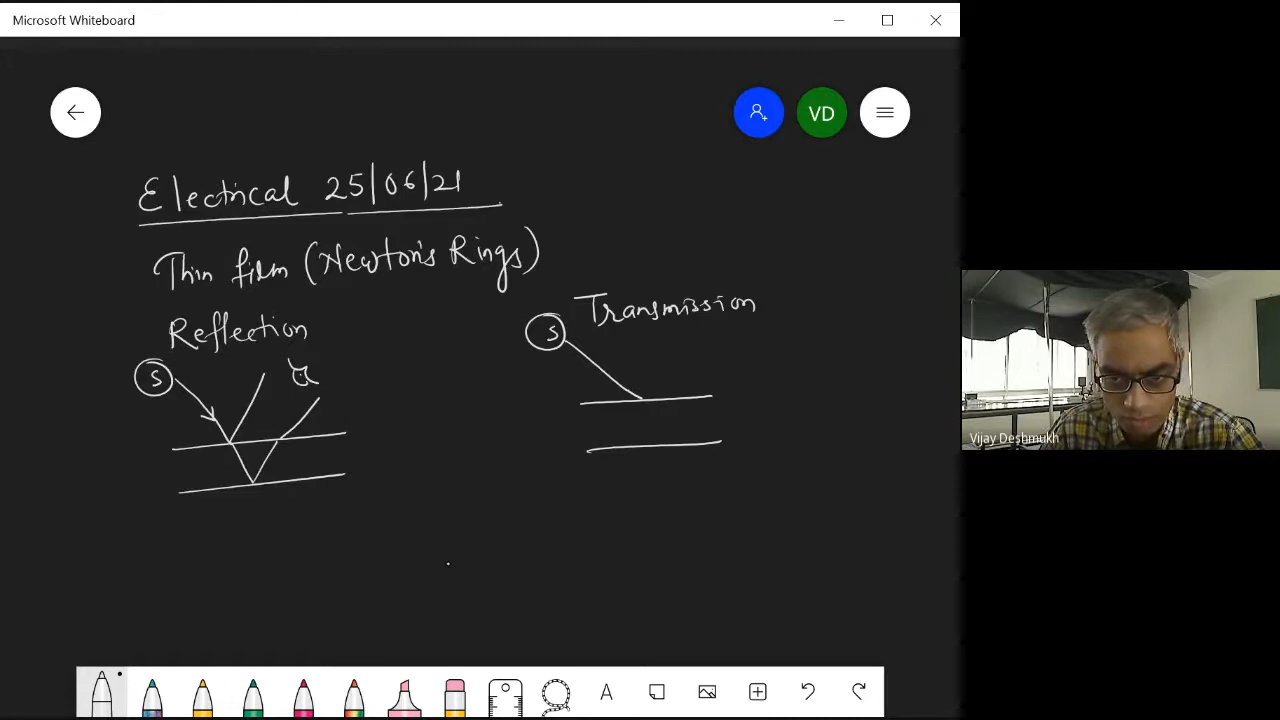 Microsoft Whiteboard
VD
Electrical 25/06/21
Thin film (Newton's Rings)
Reflection
Transmission
S
S
Vijay Deshmukh
A